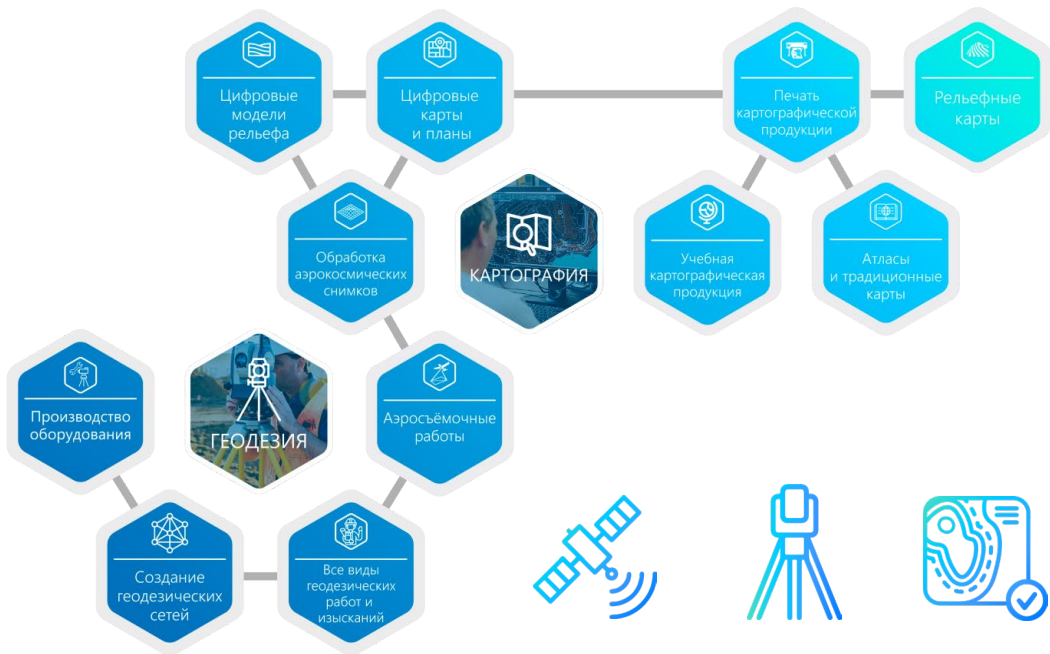 Цифровые
модели
рельефа
Цифровые
карты
и планы
Печать
картографической
продукции
Рельефные
карты
Обработка
аэрокосмических
снимков
КАРТОГРАФИЯ
Учебная
картографическая
продукция
Атласы
и традиционные
карты
Производство
оборудования
ГЕОДЕЗИЯ
Аэросъёмочные
работы
Создание
геодезических
сетей
Все виды
геодезических
работ и
изысканий